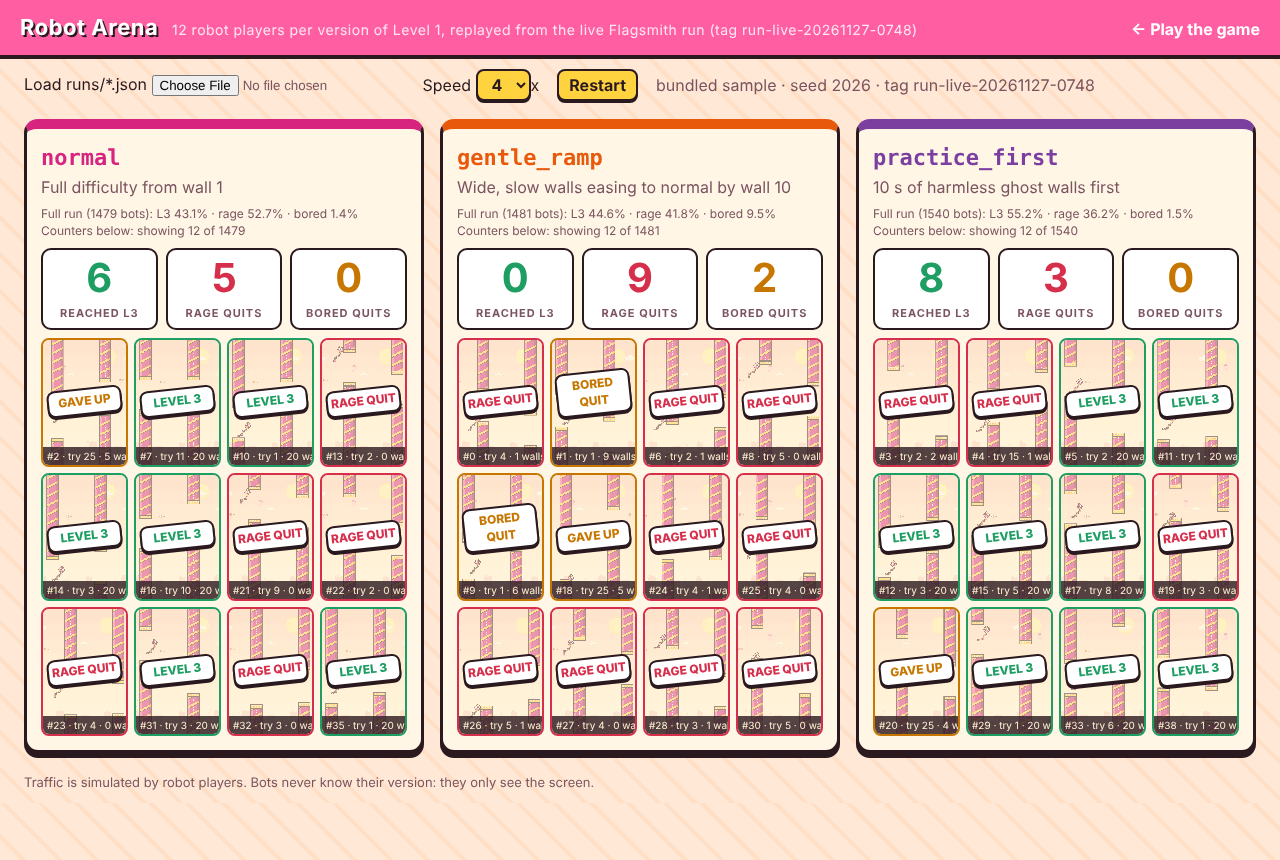 Robot Arena 12 robot players per version of Level 1, replayed from the live Flagsmith run (tag run-live-20261127-0748) ← Play the game
Load runs/*.json Choose File No file chosen Speed 4 x Restart bundled sample · seed 2026 · tag run-live-20261127-0748
normal
Full difficulty from wall 1
Full run (1479 bots): L3 43.1% · rage 52.7% · bored 1.4%
Counters below: showing 12 of 1479
6 5 0
REACHED L3 RAGE QUITS BORED QUITS
GAVE UP LEVEL 3 LEVEL 3 RAGE QUIT
#2 · try 25 · 5 wa #7 · try 11 · 20 wa #10 · try 1 · 20 wa #13 · try 2 · 0 wa
LEVEL 3 LEVEL 3 RAGE QUIT RAGE QUIT
#14 · try 3 · 20 w #16 · try 10 · 20 w #21 · try 9 · 0 wa #22 · try 2 · 0 wa
RAGE QUIT LEVEL 3 RAGE QUIT LEVEL 3
#23 · try 4 · 0 wa #31 · try 3 · 20 w #32 · try 3 · 0 wa #35 · try 1 · 20 w
gentle_ramp
Wide, slow walls easing to normal by wall 10
Full run (1481 bots): L3 44.6% · rage 41.8% · bored 9.5%
Counters below: showing 12 of 1481
0 9 2
REACHED L3 RAGE QUITS BORED QUITS
RAGE QUIT BORED QUIT RAGE QUIT RAGE QUIT
#0 · try 4 · 1 walls #1 · try 1 · 9 walls #6 · try 2 · 1 walls #8 · try 5 · 0 walls
BORED QUIT GAVE UP RAGE QUIT RAGE QUIT
#9 · try 1 · 6 walls #18 · try 25 · 5 w #24 · try 4 · 1 wa #25 · try 4 · 0 wa
RAGE QUIT RAGE QUIT RAGE QUIT RAGE QUIT
#26 · try 5 · 1 wa #27 · try 4 · 0 wa #28 · try 3 · 1 wa #30 · try 5 · 0 wa
practice_first
10 s of harmless ghost walls first
Full run (1540 bots): L3 55.2% · rage 36.2% · bored 1.5%
Counters below: showing 12 of 1540
8 3 0
REACHED L3 RAGE QUITS BORED QUITS
RAGE QUIT RAGE QUIT LEVEL 3 LEVEL 3
#3 · try 2 · 2 wall #4 · try 15 · 1 wal #5 · try 2 · 20 wa #11 · try 1 · 20 wa
LEVEL 3 LEVEL 3 LEVEL 3 RAGE QUIT
#12 · try 3 · 20 w #15 · try 5 · 20 w #17 · try 8 · 20 w #19 · try 3 · 0 wa
GAVE UP LEVEL 3 LEVEL 3 LEVEL 3
#20 · try 25 · 4 w #29 · try 1 · 20 w #33 · try 6 · 20 w #38 · try 1 · 20 w
Traffic is simulated by robot players. Bots never know their version: they only see the screen.